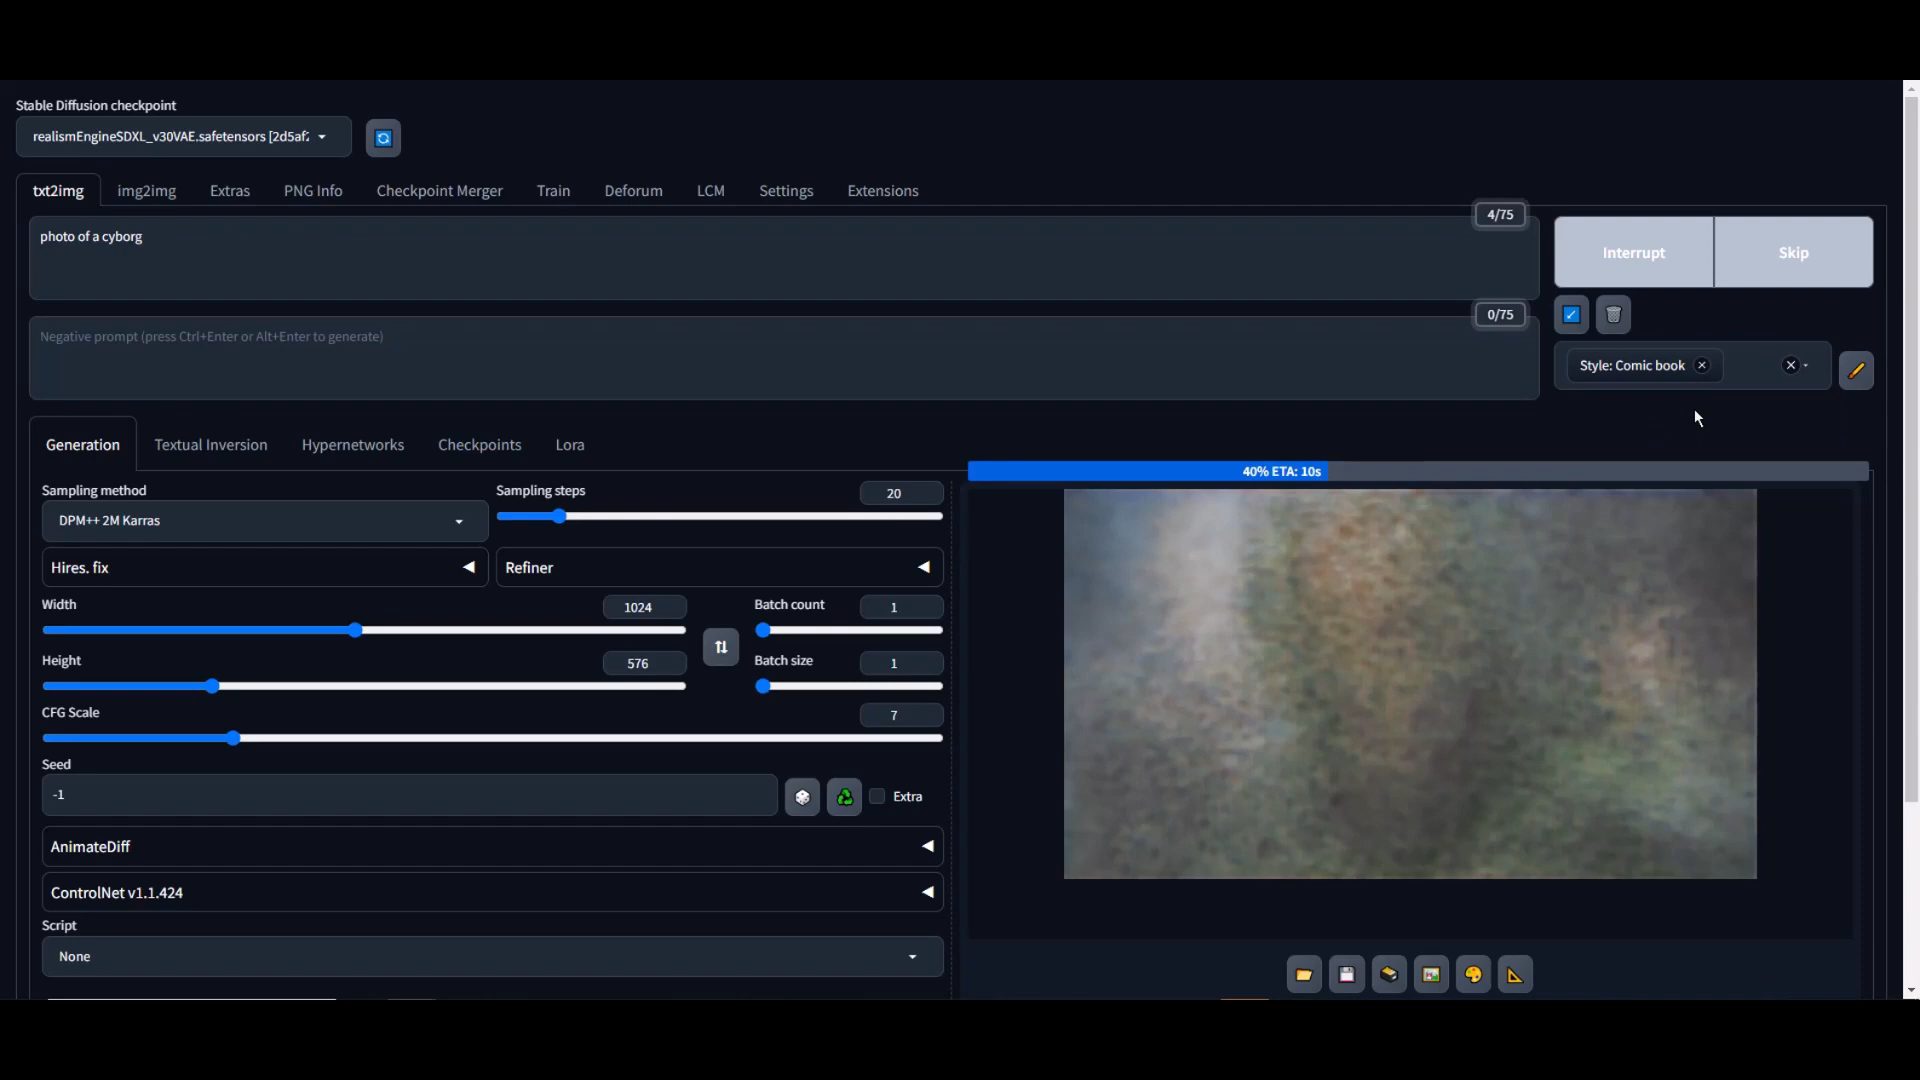 Stable Diffusion checkpoint
realismEngineSDXL_v30VAE.safetensors [2d5af2
txt2img img2img Extras PNG Info Checkpoint Merger Train Deforum LCM Settings Extensions
4/75
photo of a cyborg
Interrupt Skip
0/75
Negative prompt (press Ctrl+Enter or Alt+Enter to generate)
Style: Comic book
Generation Textual Inversion Hypernetworks Checkpoints Lora
40% ETA: 10s
Sampling method Sampling steps 20
DPM++ 2M Karras
Hires. fix Refiner
Width 1024 Batch count 1
Height 576 Batch size 1
CFG Scale 7
Seed
-1 Extra
AnimateDiff
ControlNet v1.1.424
Script
None